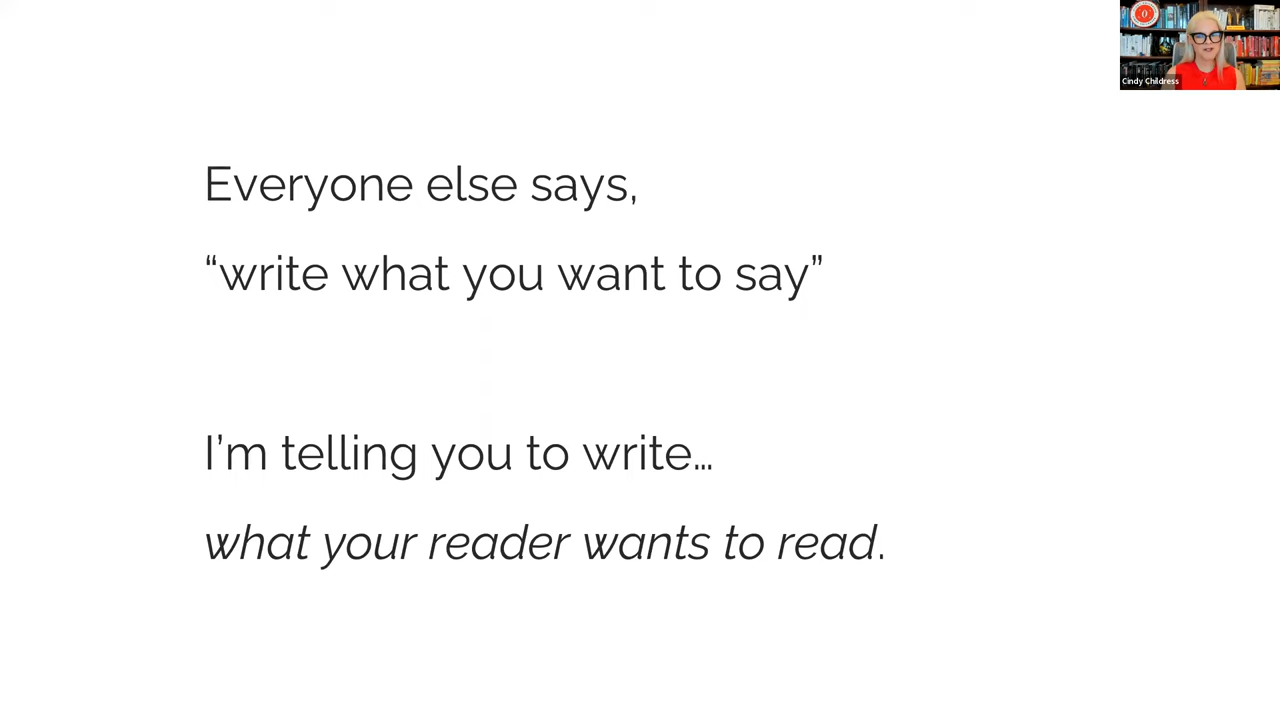 Cindy Childress
Everyone else says,
“write what you want to say”
I’m telling you to write…
what your reader wants to read.